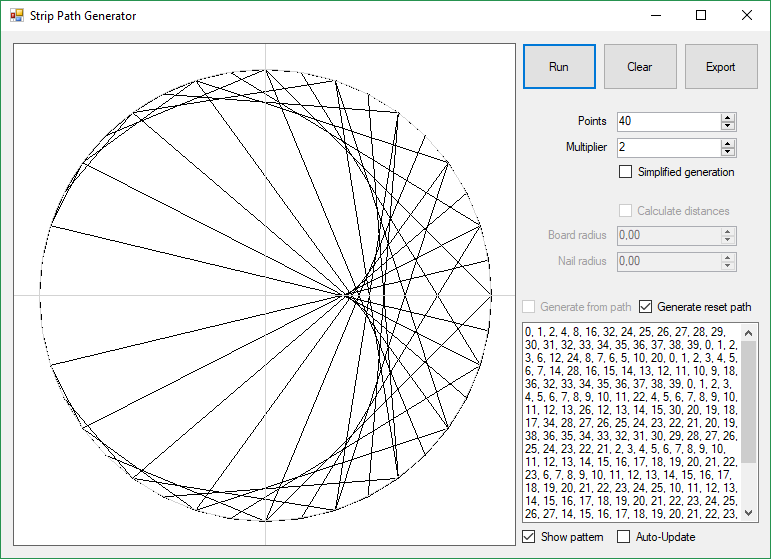 Strip Path Generator
Run Clear Export
Points 40
Multiplier 2
Simplified generation
Calculate distances
Board radius 0,00
Nail radius 0,00
Generate from path Generate reset path
0, 1, 2, 4, 8, 16, 32, 24, 25, 26, 27, 28, 29,
30, 31, 32, 33, 34, 35, 36, 37, 38, 39, 0, 1, 2,
3, 6, 12, 24, 8, 7, 6, 5, 10, 20, 0, 1, 2, 3, 4, 5,
6, 7, 14, 28, 16, 15, 14, 13, 12, 11, 10, 9, 18,
36, 32, 33, 34, 35, 36, 37, 38, 39, 0, 1, 2, 3,
4, 5, 6, 7, 8, 9, 10, 11, 22, 4, 5, 6, 7, 8, 9, 10,
11, 12, 13, 26, 12, 13, 14, 15, 30, 20, 19, 18,
17, 34, 28, 27, 26, 25, 24, 23, 22, 21, 20, 19,
38, 36, 35, 34, 33, 32, 31, 30, 29, 28, 27, 26,
25, 24, 23, 22, 21, 2, 3, 4, 5, 6, 7, 8, 9, 10,
11, 12, 13, 14, 15, 16, 17, 18, 19, 20, 21, 22,
23, 6, 7, 8, 9, 10, 11, 12, 13, 14, 15, 16, 17,
18, 19, 20, 21, 22, 23, 24, 25, 10, 11, 12, 13,
14, 15, 16, 17, 18, 19, 20, 21, 22, 23, 24, 25,
26, 27, 14, 15, 16, 17, 18, 19, 20, 21, 22, 23,
Show pattern Auto-Update